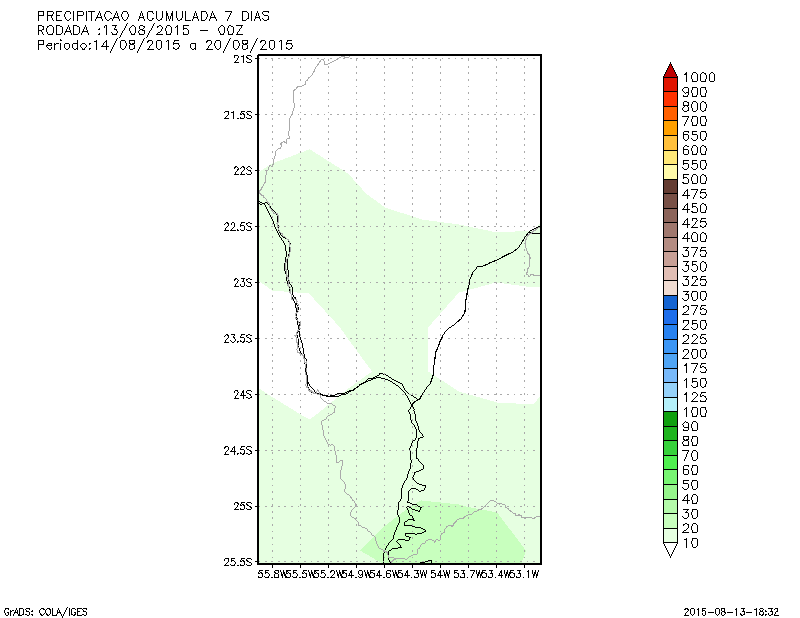 PRECIPITACAO ACUMULADA 7 DIAS
RODADA :13/08/2015 - 00Z
Periodo:14/08/2015 a 20/08/2015
21S
21.5S
22S
22.5S
23S
23.5S
24S
24.5S
25S
25.5S
55.8W 55.5W 55.2W 54.9W 54.6W 54.3W 54W 53.7W 53.4W 53.1W
1000
900
800
700
650
600
550
500
475
450
425
400
375
350
325
300
275
250
225
200
175
150
125
100
90
80
70
60
50
40
30
20
10
GrADS: COLA/IGES
2015-08-13-18:32